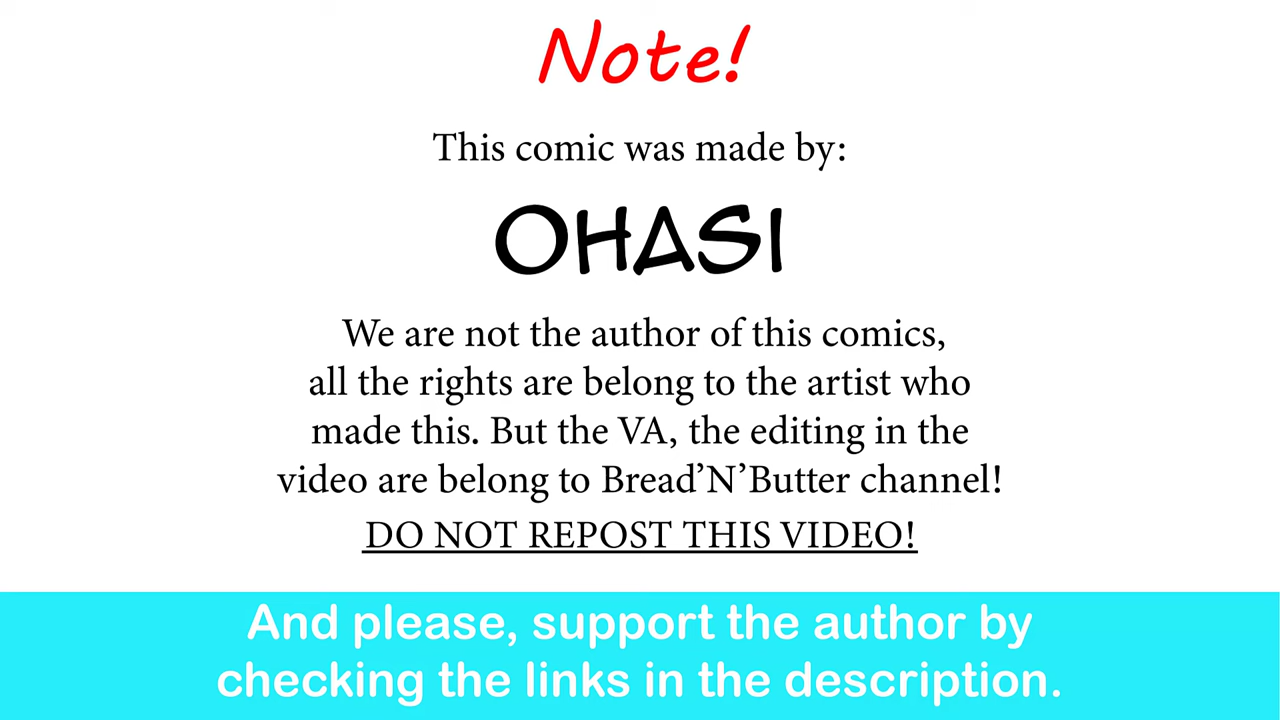 Note!
This comic was made by:
OHASI
We are not the author of this comics,
all the rights are belong to the artist who
made this. But the VA, the editing in the
video are belong to Bread’N’Butter channel!
DO NOT REPOST THIS VIDEO!
And please, support the author by
checking the links in the description.